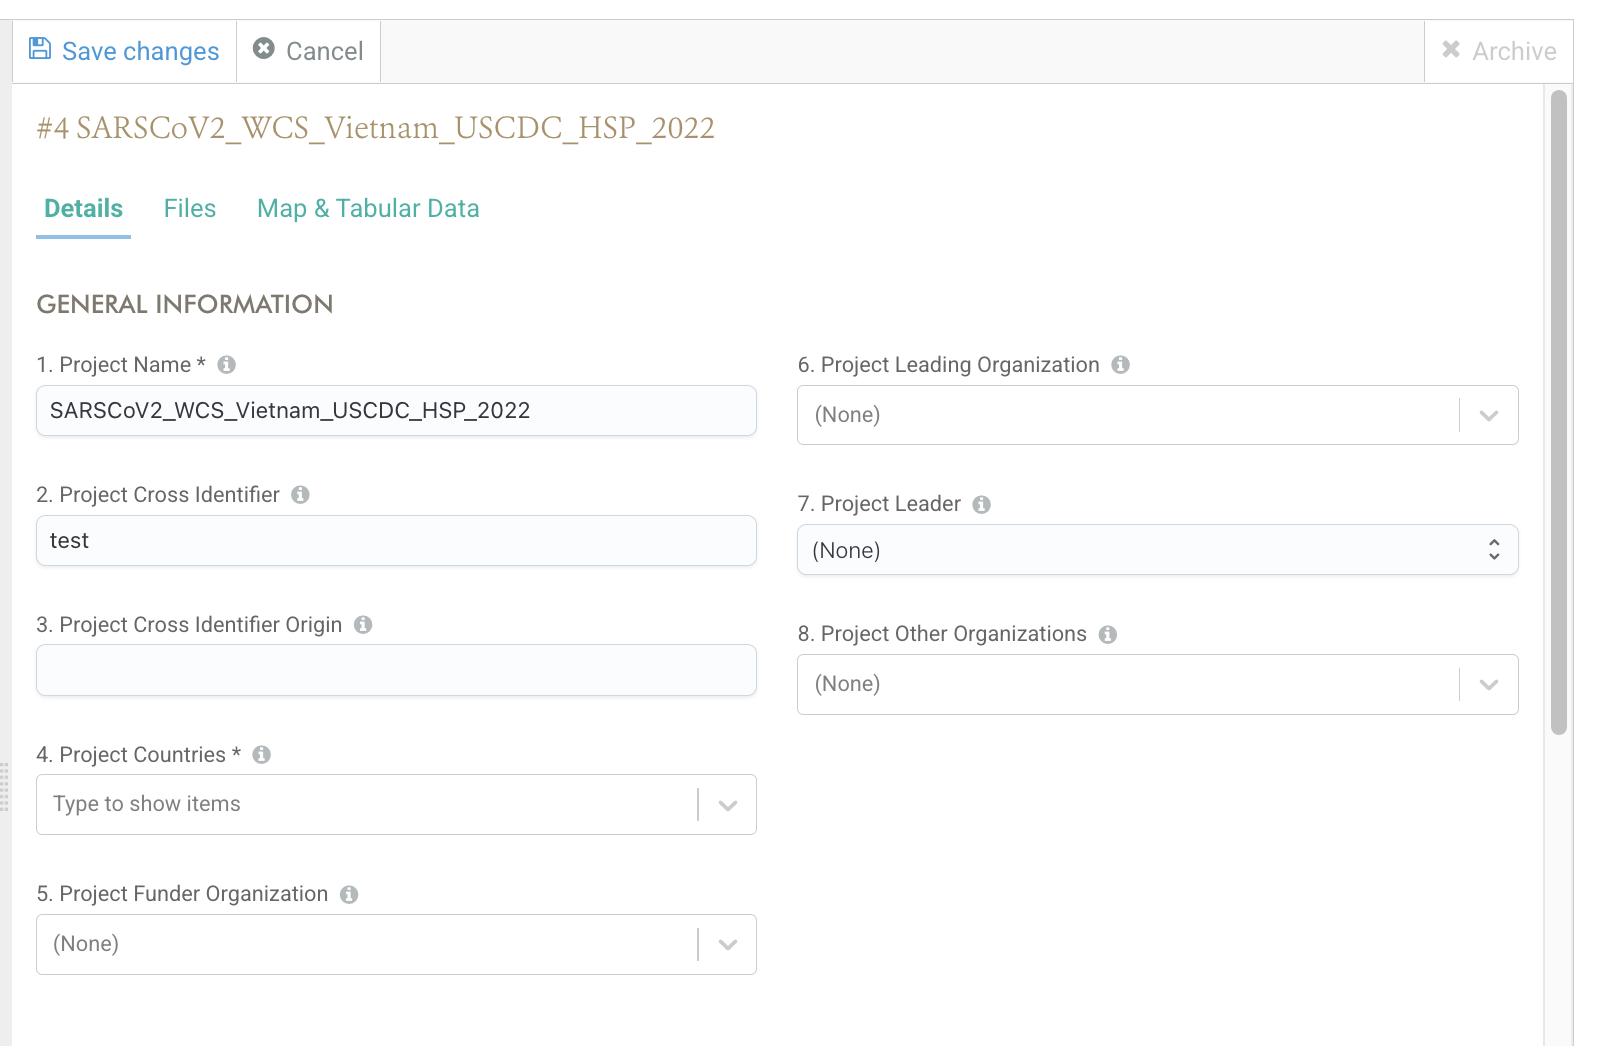 Save changes
Cancel
Archive
#4 SARSCoV2_WCS_Vietnam_USCDC_HSP_2022
Details
Files
Map & Tabular Data
GENERAL INFORMATION
1. Project Name *
SARSCoV2_WCS_Vietnam_USCDC_HSP_2022
2. Project Cross Identifier
test
3. Project Cross Identifier Origin
4. Project Countries *
Type to show items
5. Project Funder Organization
(None)
6. Project Leading Organization
(None)
7. Project Leader
(None)
8. Project Other Organizations
(None)